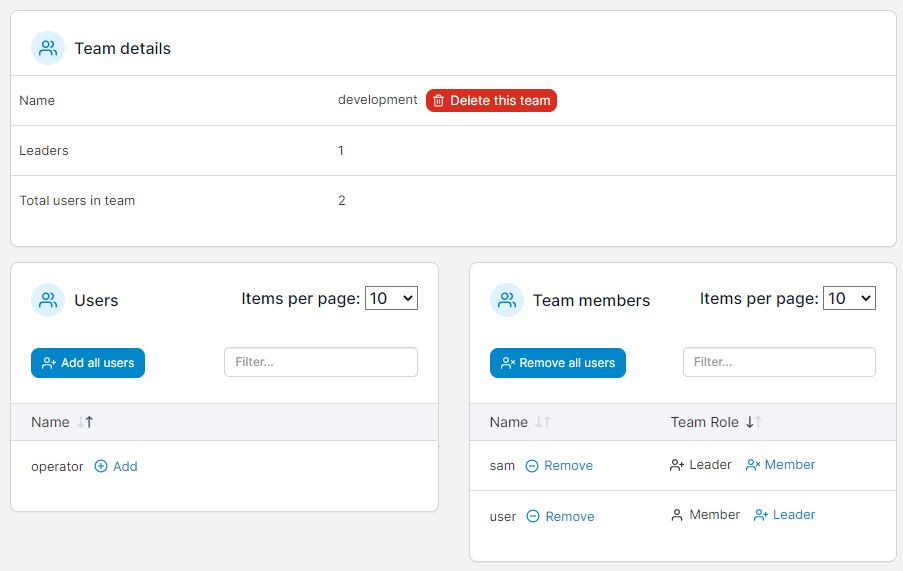 Team details
Name development Delete this team
Leaders 1
Total users in team 2
Users Items per page: 10
Add all users Filter...
Name
operator Add
Team members Items per page: 10
Remove all users Filter...
Name Team Role
sam Remove Leader Member
user Remove Member Leader